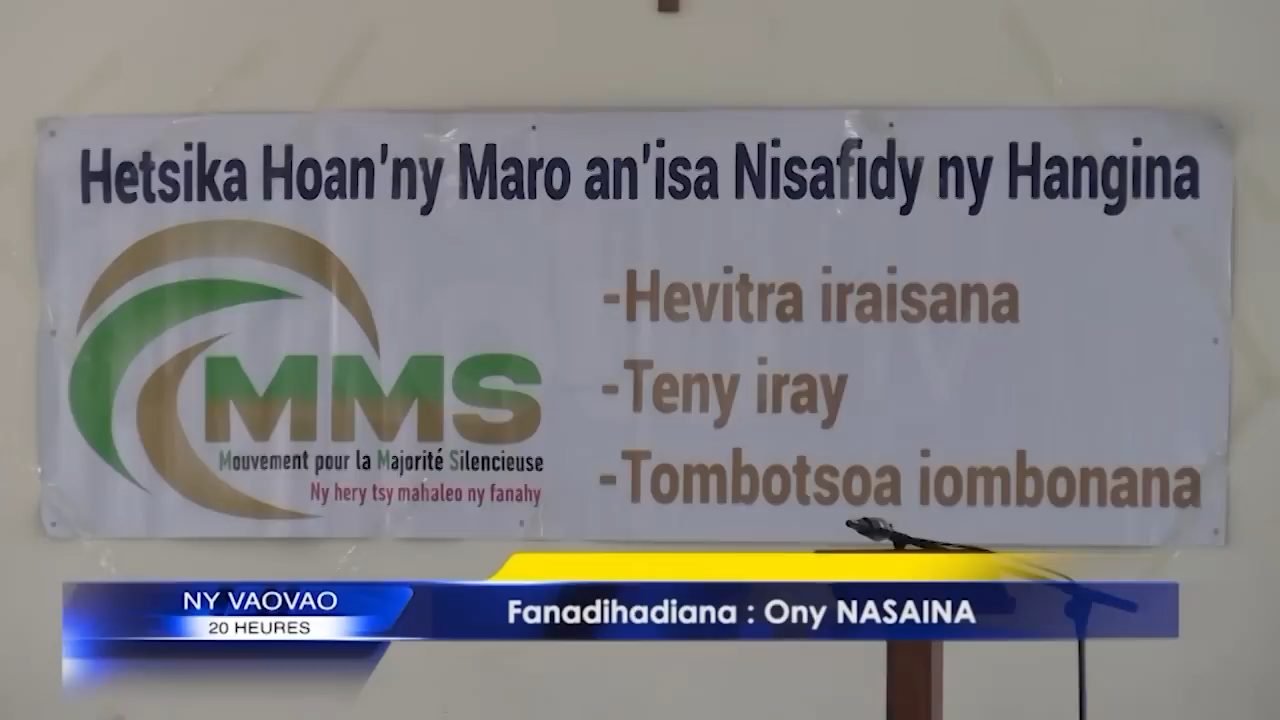 Hetsika Hoan'ny Maro an'isa Nisafidy ny Hangina
MMS
Mouvement pour la Majorité Silencieuse
Ny hery tsy mahaleo ny fanahy
-Hevitra iraisana
-Teny iray
-Tombotsoa iombonana
NY VAOVAO
20 HEURES
Fanadihadiana : Ony NASAINA